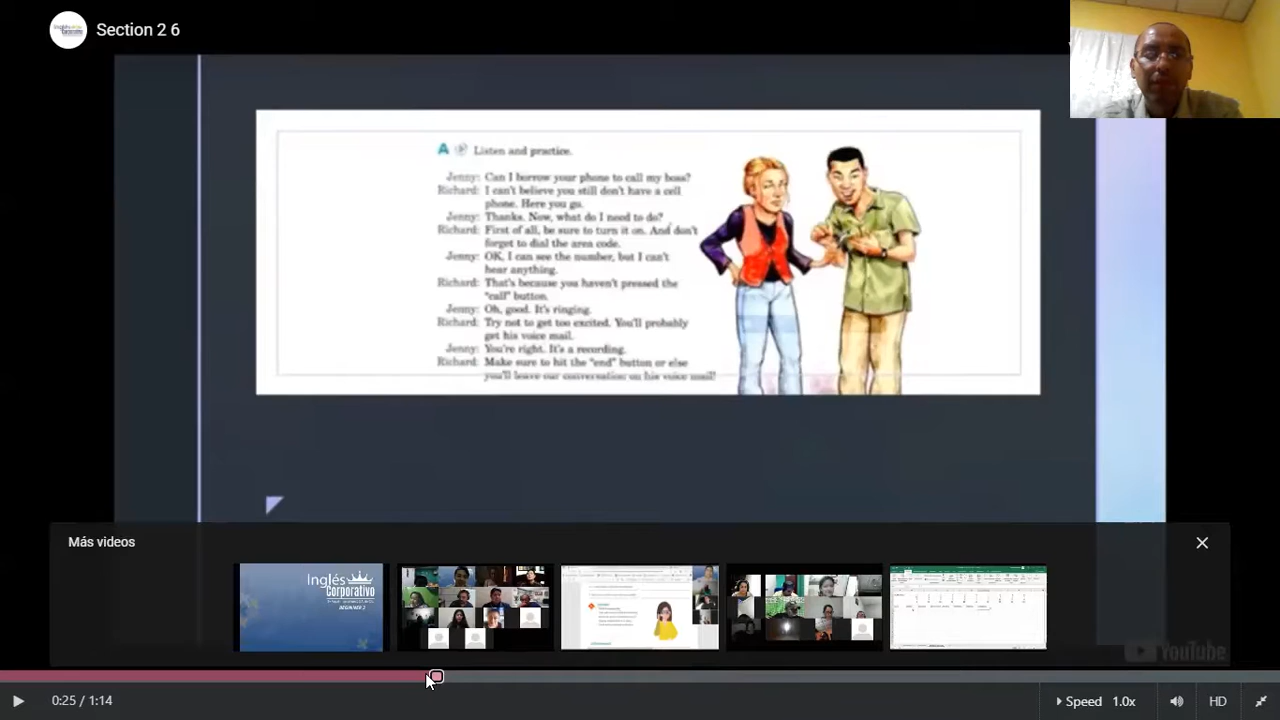 Section 2 6
A Listen and practice.
Jenny: Can I borrow your phone to call my boss?
Richard: I can't believe you still don't have a cell
phone. Here you go.
Jenny: Thanks. Now, what do I need to do?
Richard: First of all, be sure to turn it on. And don't
forget to dial the area code.
Jenny: OK, I can see the number, but I can't
hear anything.
Richard: That's because you haven't pressed the
"call" button.
Jenny: Oh, good. It's ringing.
Richard: Try not to get too excited. You'll probably
get his voice mail.
Jenny: You're right. It's a recording.
Richard: Make sure to hit the "end" button or else
you'll leave our conversation on his voice mail!
Más videos
Inglés
Corporativo
YouTube
0:25 / 1:14
Speed 1.0x
HD